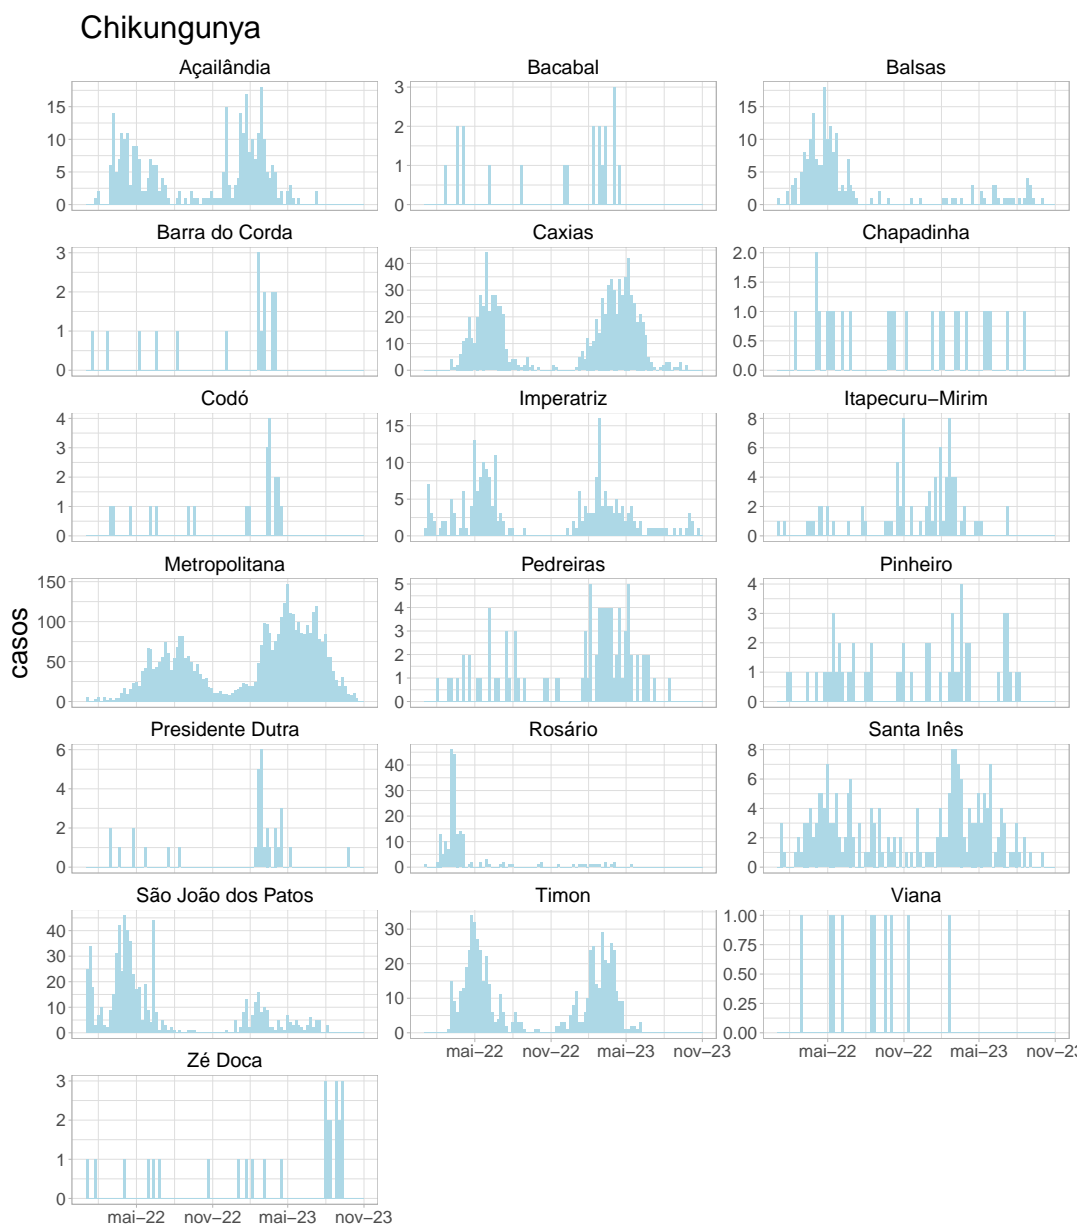 Chikungunya
Açailândia Bacabal Balsas
15 10 5 0
3 2 1 0
15 10 5 0
Barra do Corda Caxias Chapadinha
3 2 1 0
40 30 20 10 0
2.0 1.5 1.0 0.5 0.0
Codó Imperatriz Itapecuru−Mirim
4 3 2 1 0
15 10 5 0
8 6 4 2 0
Metropolitana Pedreiras Pinheiro
150 100 50 0
5 4 3 2 1 0
4 3 2 1 0
casos
Presidente Dutra Rosário Santa Inês
6 4 2 0
40 30 20 10 0
8 6 4 2 0
São João dos Patos Timon Viana
40 30 20 10 0
30 20 10 0
1.00 0.75 0.50 0.25 0.00
mai−22 nov−22 mai−23 nov−23
mai−22 nov−22 mai−23 nov−23
Zé Doca
3 2 1 0
mai−22 nov−22 mai−23 nov−23